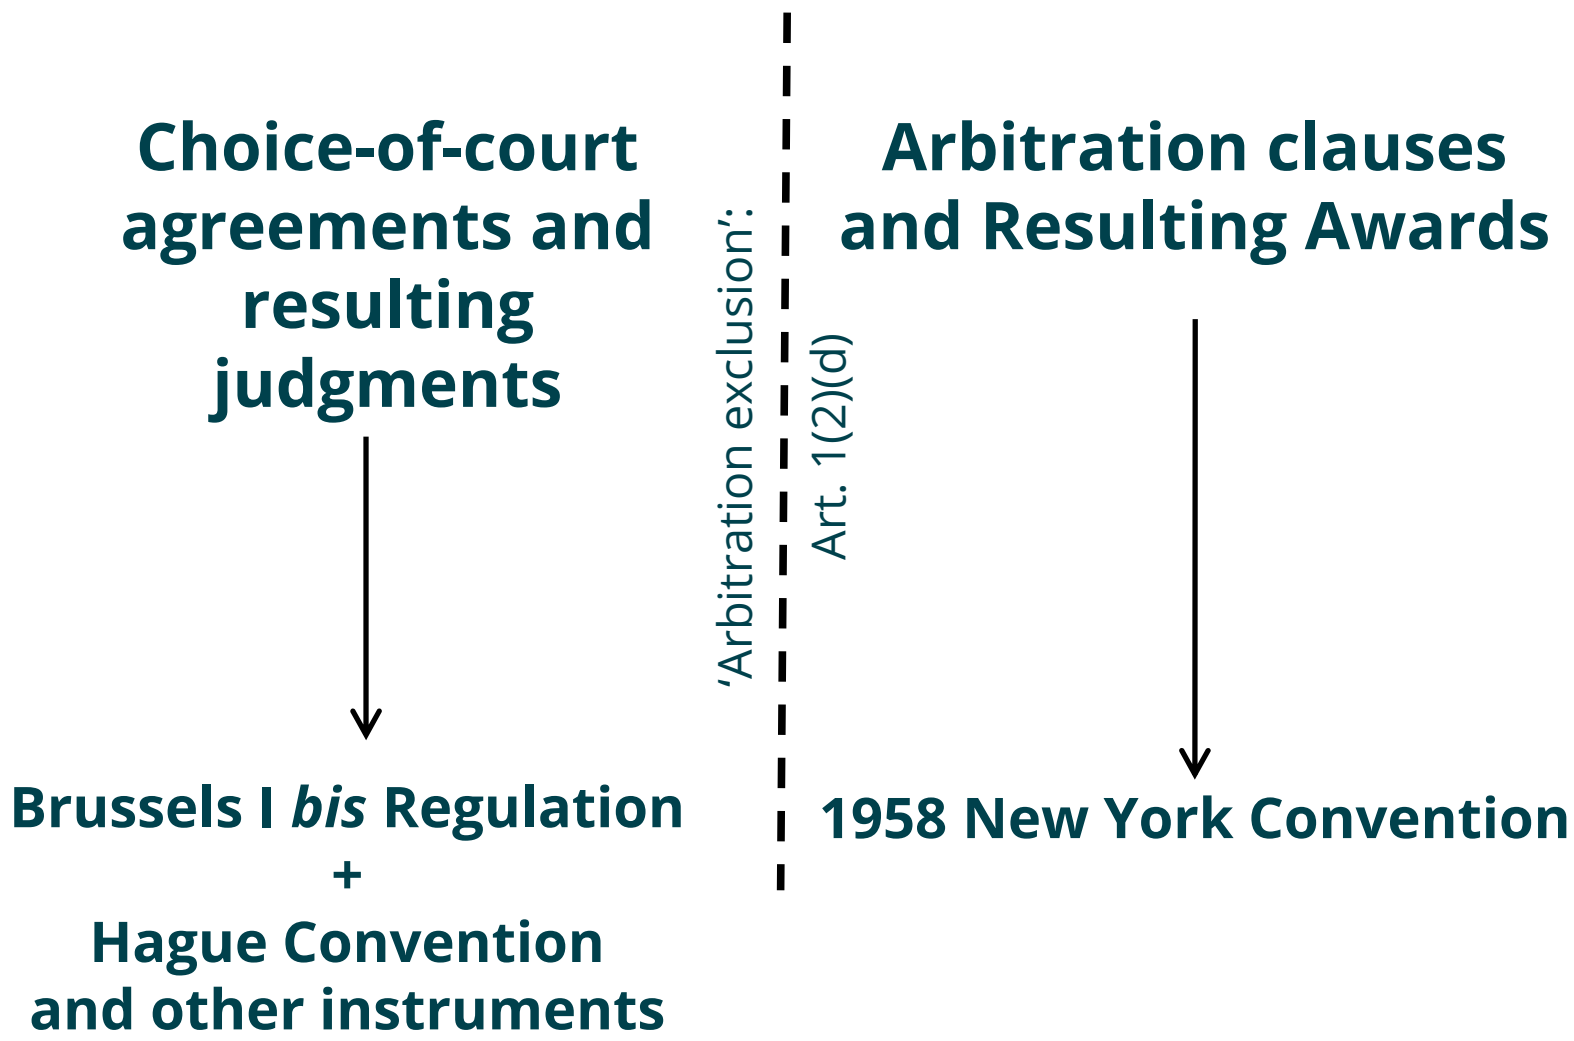 Choice-of-court
agreements and
resulting
judgments
Brussels I bis Regulation
+
Hague Convention
and other instruments
‘Arbitration exclusion’:
Art. 1(2)(d)
Arbitration clauses
and Resulting Awards
1958 New York Convention